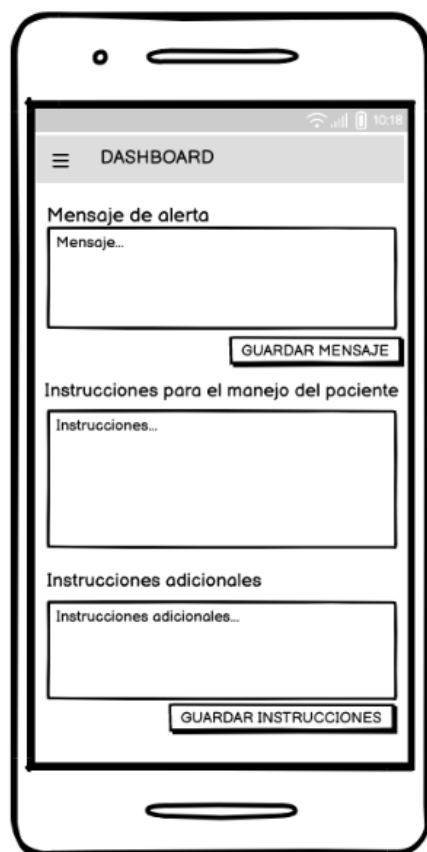 10:18
DASHBOARD
Mensaje de alerta
Mensaje...
GUARDAR MENSAJE
Instrucciones para el manejo del paciente
Instrucciones...
Instrucciones adicionales
Instrucciones adicionales...
GUARDAR INSTRUCCIONES